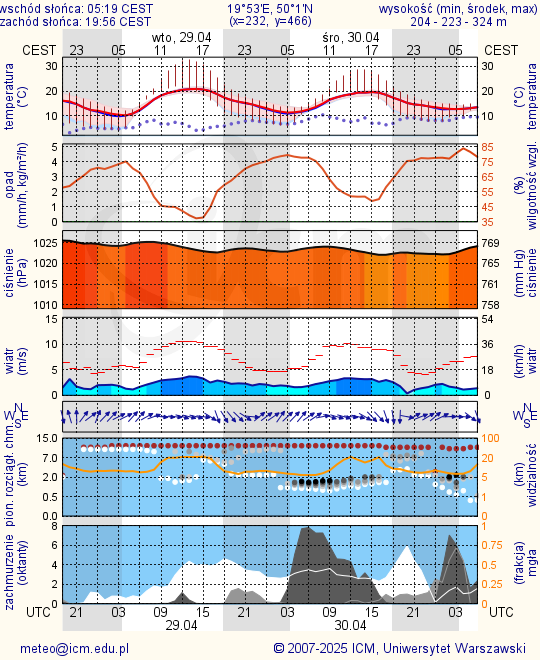 wschód słońca: 05:19 CEST 19°53'E, 50°1'N wysokość (min, środek, max)
zachód słońca: 19:56 CEST (x=232, y=466) 204 - 223 - 324 m
wto, 29.04 śro, 30.04
CEST 23 05 11 17 23 05 11 17 23 05 CEST
temperatura (°C) 30 20 10 30 20 10 (°C) temperatura
opad (mm/h, kg/m²/h) 5 4 3 2 1 0 85 75 65 55 45 35 (%) wilgotność wzgl.
ciśnienie (hPa) 1025 1020 1015 1010 769 765 761 758 (mm Hg) ciśnienie
wiatr (m/s) 15 10 5 0 54 36 18 0 (km/h) wiatr
N W E S N W E S
pion. rozciągł. chm. (km) 15.0 7.0 2.0 0.5 0.0 100 20 5 1 0 (km) widzialność
zachmurzenie (oktanty) 8 6 4 2 0 1 0.75 0.5 0.25 0 (frakcja) mgła
UTC 21 03 09 15 21 03 09 15 21 03 UTC
29.04 30.04
meteo@icm.edu.pl © 2007-2025 ICM, Uniwersytet Warszawski